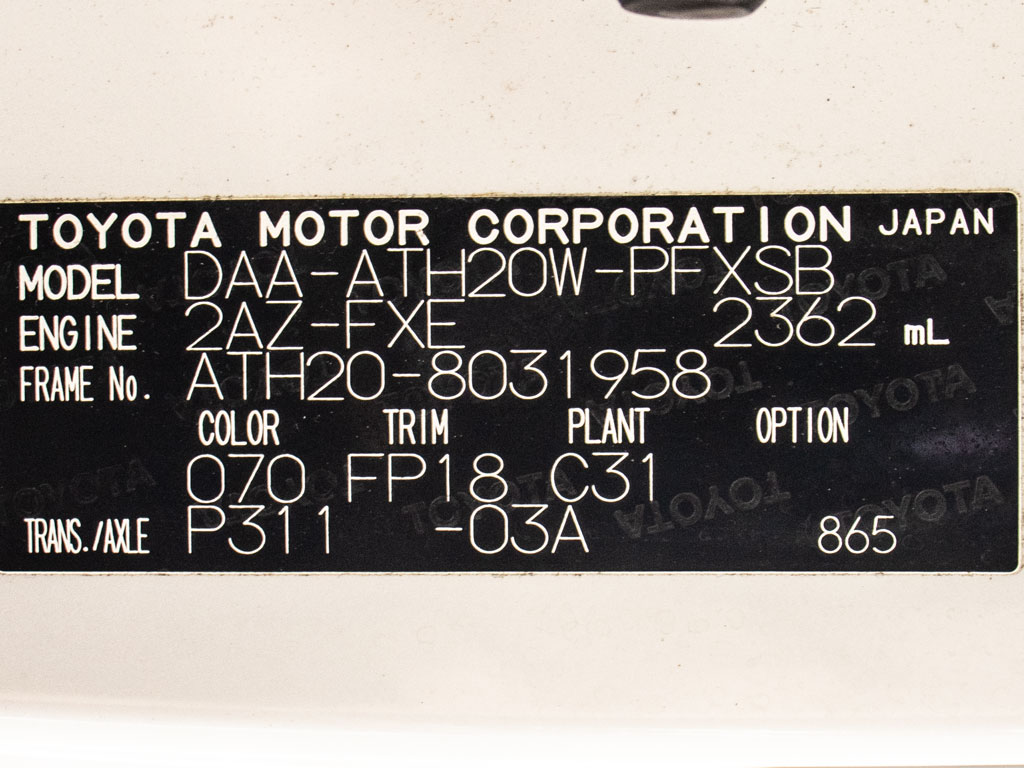 TOYOTA MOTOR CORPORATION JAPAN
MODEL DAA-ATH20W-PFXSB
ENGINE 2AZ-FXE 2362 mL
FRAME No. ATH20-8031958
COLOR TRIM PLANT OPTION
070 FP18 C31
TRANS./AXLE P311 -03A 865